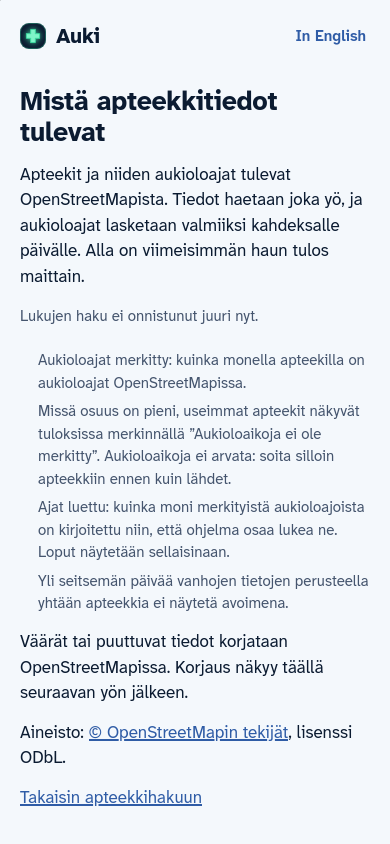 Auki
In English
Mistä apteekkitiedot
tulevat
Apteekit ja niiden aukioloajat tulevat
OpenStreetMapista. Tiedot haetaan joka yö, ja
aukioloajat lasketaan valmiiksi kahdeksalle
päivälle. Alla on viimeisimmän haun tulos
maittain.
Lukujen haku ei onnistunut juuri nyt.
Aukioloajat merkitty: kuinka monella apteekilla on
aukioloajat OpenStreetMapissa.
Missä osuus on pieni, useimmat apteekit näkyvät
tuloksissa merkinnällä ”Aukioloaikoja ei ole
merkitty”. Aukioloaikoja ei arvata: soita silloin
apteekkiin ennen kuin lähdet.
Ajat luettu: kuinka moni merkityistä aukioloajoista
on kirjoitettu niin, että ohjelma osaa lukea ne.
Loput näytetään sellaisinaan.
Yli seitsemän päivää vanhojen tietojen perusteella
yhtään apteekkia ei näytetä avoimena.
Väärät tai puuttuvat tiedot korjataan
OpenStreetMapissa. Korjaus näkyy täällä
seuraavan yön jälkeen.
Aineisto: © OpenStreetMapin tekijät, lisenssi
ODbL.
Takaisin apteekkihakuun